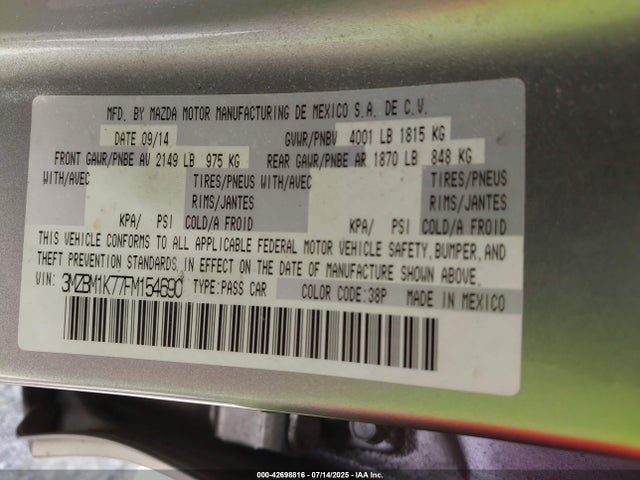 MFD. BY MAZDA MOTOR MANUFACTURING DE MEXICO S.A. DE C.V.
DATE 09/14 GVWR/PNBV 4001 LB 1815 KG
FRONT GAWR/PNBE AV 2149 LB 975 KG REAR GAWR/PNBE AR 1870 LB 848 KG
WITH/AVEC TIRES/PNEUS WITH/AVEC TIRES/PNEUS
RIMS/JANTES RIMS/JANTES
KPA/ PSI COLD/A FROID KPA/ PSI COLD/A FROID
THIS VEHICLE CONFORMS TO ALL APPLICABLE FEDERAL MOTOR VEHICLE SAFETY, BUMPER, AND
THEFT PREVENTION STANDARDS IN EFFECT ON THE DATE OF MANUFACTURE SHOWN ABOVE.
VIN: 3MZBM1K77FM154690 TYPE:PASS CAR COLOR CODE:38P MADE IN MEXICO
000-42698816 - 07/14/2025 - IAAI Inc.